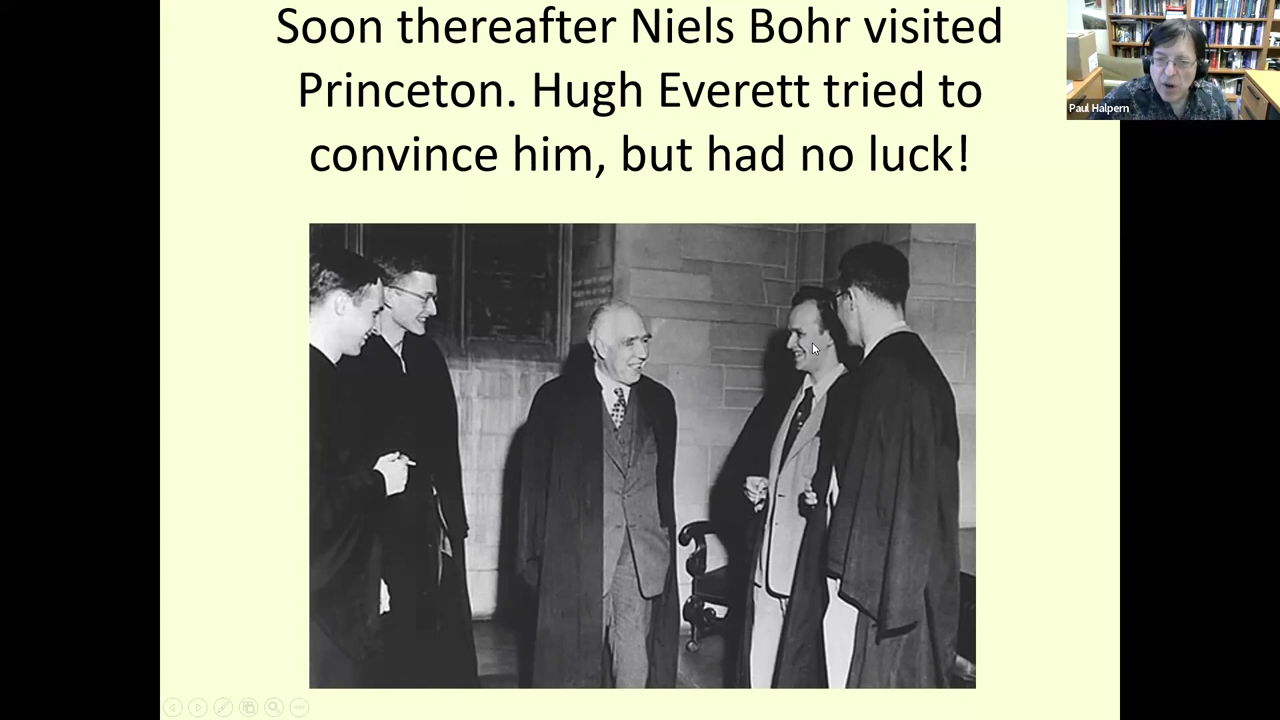 Soon thereafter Niels Bohr visited
Princeton. Hugh Everett tried to
convince him, but had no luck!
Paul Halpern